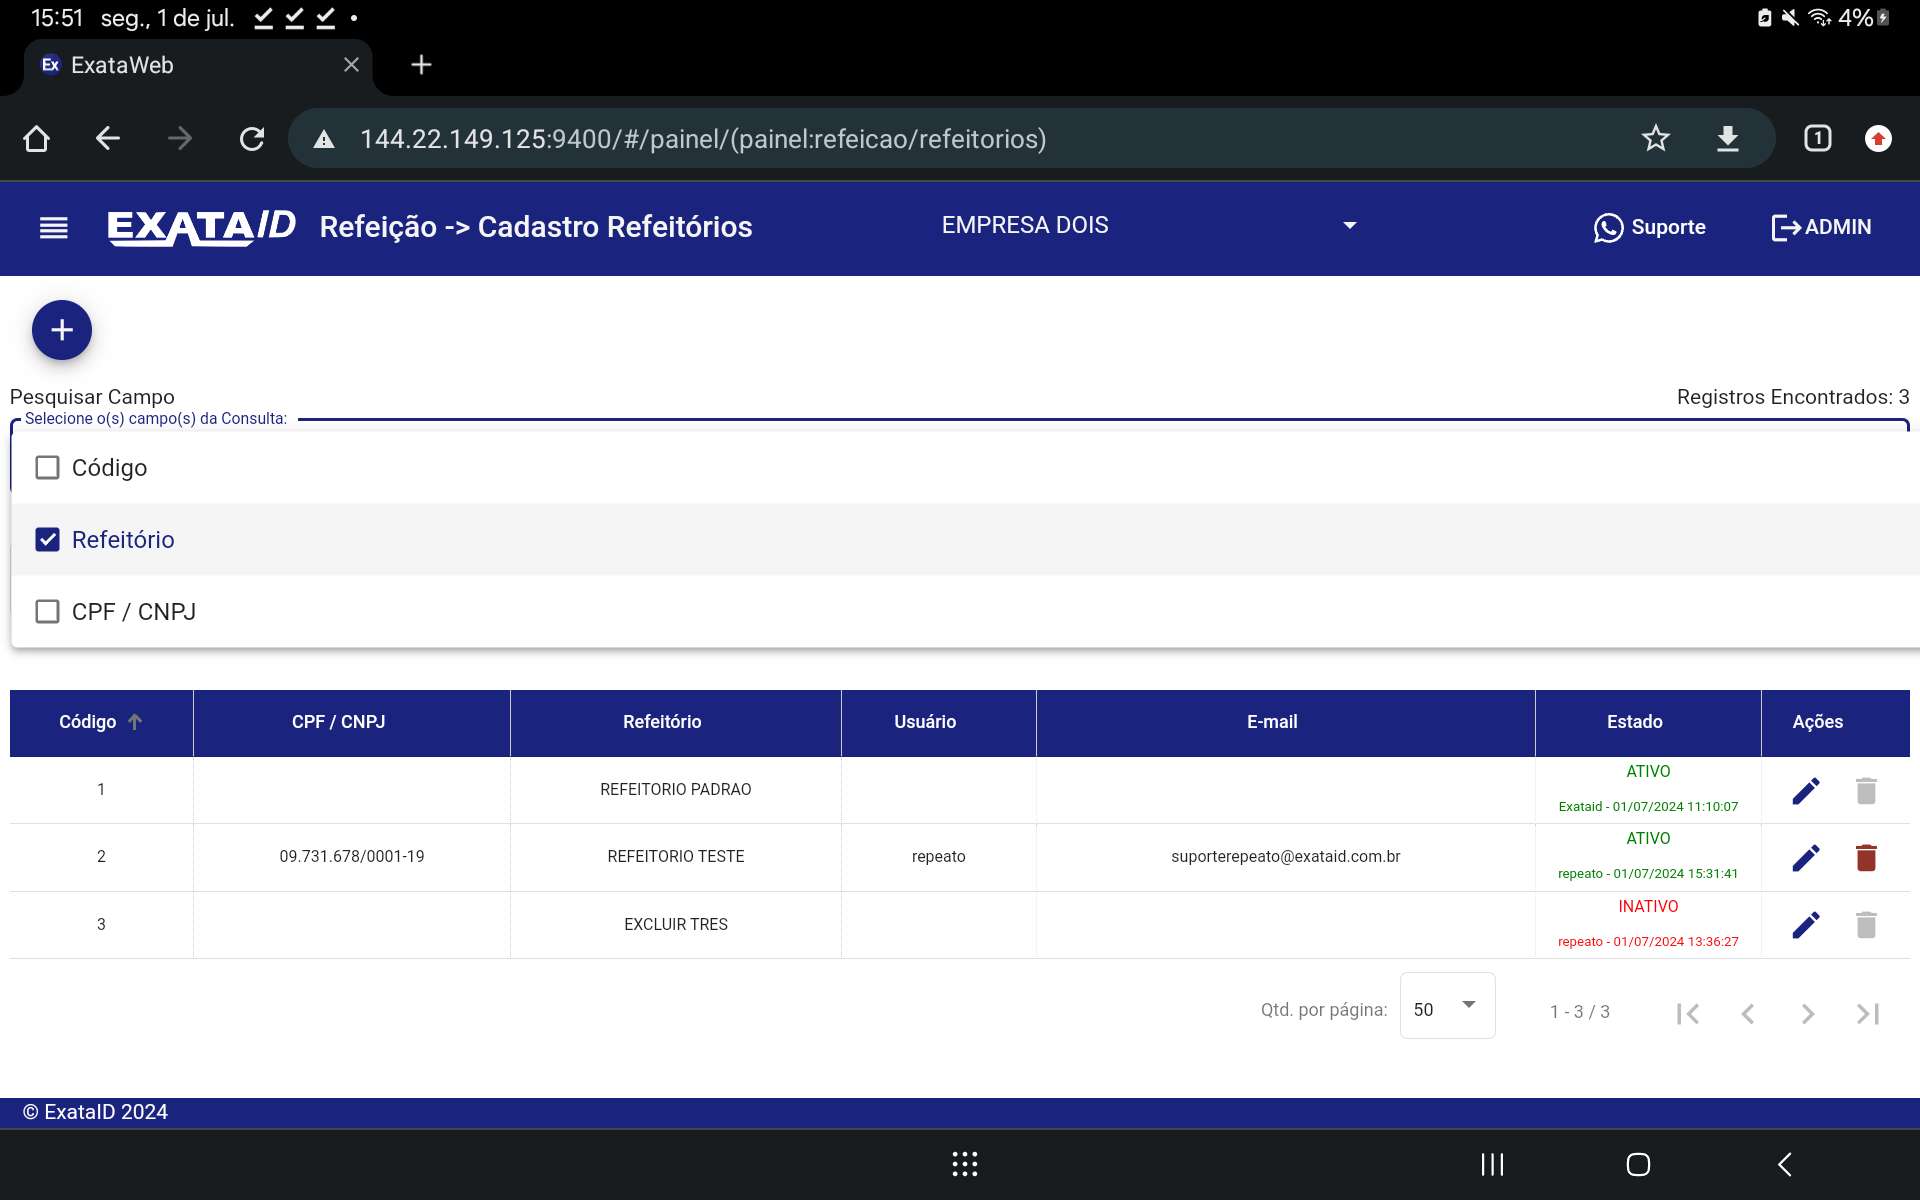 15:51 seg., 1 de jul. 4%
Ex ExataWeb
144.22.149.125:9400/#/painel/(painel:refeicao/refeitorios) 1
EXATAID Refeição -> Cadastro Refeitórios EMPRESA DOIS Suporte ADMIN
+
Pesquisar Campo Registros Encontrados: 3
Selecione o(s) campo(s) da Consulta:
Código
Refeitório
CPF / CNPJ
Código CPF / CNPJ Refeitório Usuário E-mail Estado Ações
1 REFEITORIO PADRAO ATIVO
Exataid - 01/07/2024 11:10:07
2 09.731.678/0001-19 REFEITORIO TESTE repeato suporterepeato@exataid.com.br ATIVO
repeato - 01/07/2024 15:31:41
3 EXCLUIR TRES INATIVO
repeato - 01/07/2024 13:36:27
Qtd. por página: 50 1 - 3 / 3
© ExataID 2024